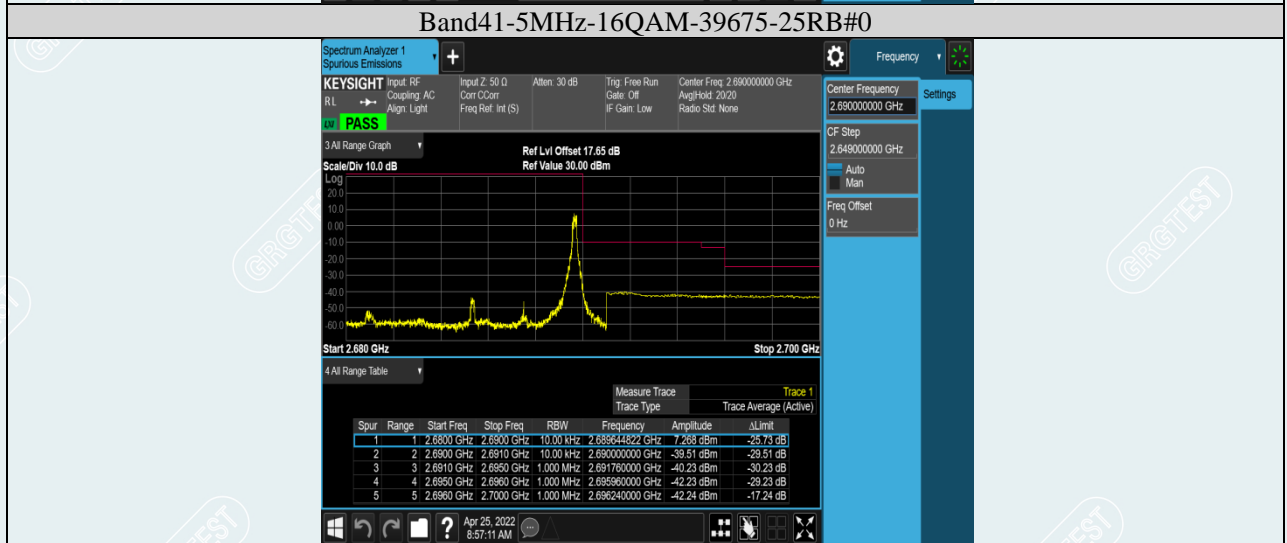 Band41-5MHz-16QAM-39675-25RB#0
Spectrum Analyzer 1
Spurious Emissions
+
Frequency
KEYSIGHT Input: RF Input Z: 50 Ω Atten: 30 dB Trig: Free Run Center Freq: 2.690000000 GHz
RL Coupling: AC Corr CCorr Gate: Off Avg|Hold: 20/20
Align: Light Freq Ref: Int (S) IF Gain: Low Radio Std: None
PASS
Center Frequency
2.690000000 GHz
Settings
CF Step
2.649000000 GHz
Auto
Man
Freq Offset
0 Hz
3 All Range Graph
Ref Lvl Offset 17.65 dB
Scale/Div 10.0 dB Ref Value 30.00 dBm
Log
20.0
10.0
0.00
-10.0
-20.0
-30.0
-40.0
-50.0
-60.0
Start 2.680 GHz Stop 2.700 GHz
4 All Range Table
Measure Trace Trace 1
Trace Type Trace Average (Active)
Spur Range Start Freq Stop Freq RBW Frequency Amplitude ΔLimit
1 1 2.6800 GHz 2.6900 GHz 10.00 kHz 2.689644822 GHz 7.268 dBm -25.73 dB
2 2 2.6900 GHz 2.6910 GHz 10.00 kHz 2.690000000 GHz -39.51 dBm -29.51 dB
3 3 2.6910 GHz 2.6950 GHz 1.000 MHz 2.691760000 GHz -40.23 dBm -30.23 dB
4 4 2.6950 GHz 2.6960 GHz 1.000 MHz 2.695960000 GHz -42.23 dBm -29.23 dB
5 5 2.6960 GHz 2.7000 GHz 1.000 MHz 2.696240000 GHz -42.24 dBm -17.24 dB
?
Apr 25, 2022
8:57:11 AM
GRGTEST
GRGTEST